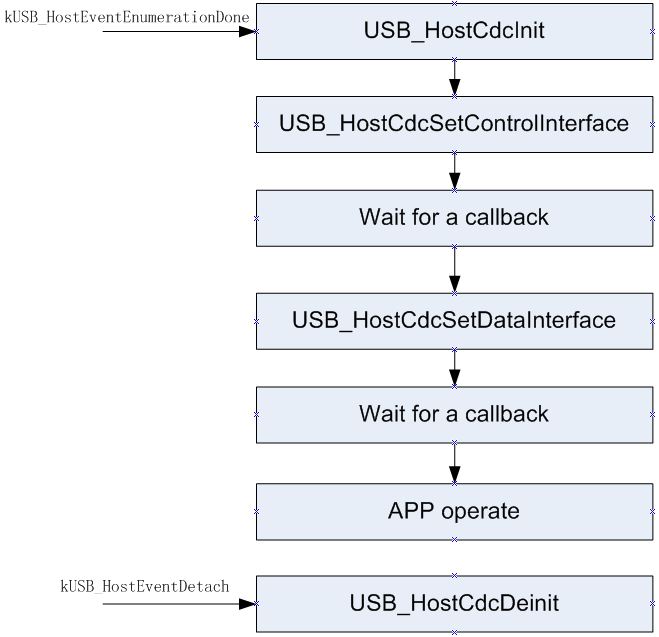 kUSB_HostEventEnumerationDone
USB_HostCdcInit
USB_HostCdcSetControlInterface
Wait for a callback
USB_HostCdcSetDataInterface
Wait for a callback
APP operate
kUSB_HostEventDetach
USB_HostCdcDeinit